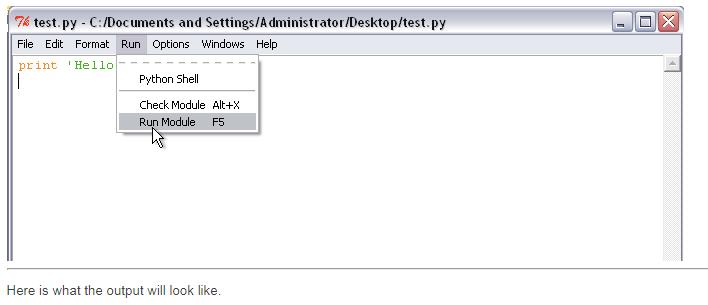 test.py - C:/Documents and Settings/Administrator/Desktop/test.py
File Edit Format Run Options Windows Help
print 'Hello
Python Shell
Check Module Alt+X
Run Module F5
Here is what the output will look like.